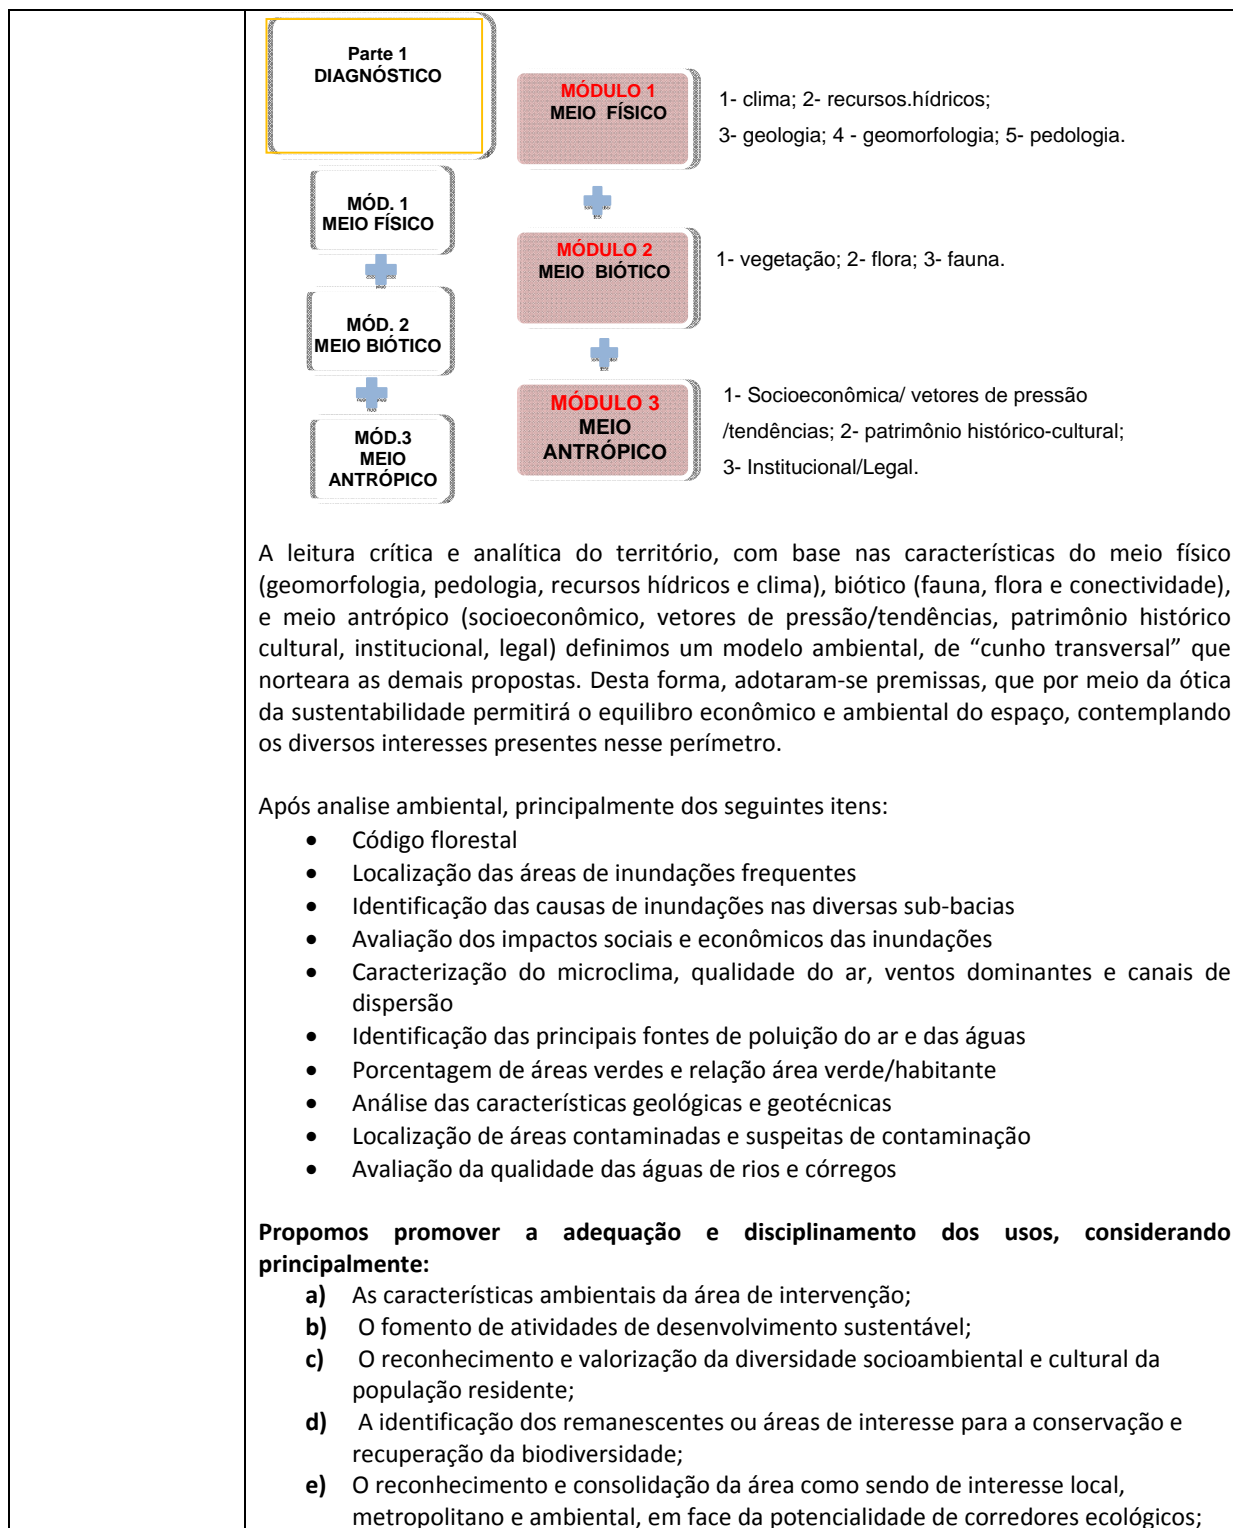 Parte 1
DIAGNÓSTICO
MÓD. 1
MEIO FÍSICO
MÓD. 2
MEIO BIÓTICO
MÓD.3
MEIO
ANTRÓPICO
MÓDULO 1
MEIO FÍSICO
1- clima; 2- recursos.hídricos;
3- geologia; 4 - geomorfologia; 5- pedologia.
MÓDULO 2
MEIO BIÓTICO
1- vegetação; 2- flora; 3- fauna.
MÓDULO 3
MEIO
ANTRÓPICO
1- Socioeconômica/ vetores de pressão
/tendências; 2- patrimônio histórico-cultural;
3- Institucional/Legal.
A leitura crítica e analítica do território, com base nas características do meio físico
(geomorfologia, pedologia, recursos hídricos e clima), biótico (fauna, flora e conectividade),
e meio antrópico (socioeconômico, vetores de pressão/tendências, patrimônio histórico
cultural, institucional, legal) definimos um modelo ambiental, de “cunho transversal” que
norteara as demais propostas. Desta forma, adotaram-se premissas, que por meio da ótica
da sustentabilidade permitirá o equilibro econômico e ambiental do espaço, contemplando
os diversos interesses presentes nesse perímetro.
Após analise ambiental, principalmente dos seguintes itens:
• Código florestal
• Localização das áreas de inundações frequentes
• Identificação das causas de inundações nas diversas sub-bacias
• Avaliação dos impactos sociais e econômicos das inundações
• Caracterização do microclima, qualidade do ar, ventos dominantes e canais de
dispersão
• Identificação das principais fontes de poluição do ar e das águas
• Porcentagem de áreas verdes e relação área verde/habitante
• Análise das características geológicas e geotécnicas
• Localização de áreas contaminadas e suspeitas de contaminação
• Avaliação da qualidade das águas de rios e córregos
Propomos promover a adequação e disciplinamento dos usos, considerando
principalmente:
a) As características ambientais da área de intervenção;
b) O fomento de atividades de desenvolvimento sustentável;
c) O reconhecimento e valorização da diversidade socioambiental e cultural da
população residente;
d) A identificação dos remanescentes ou áreas de interesse para a conservação e
recuperação da biodiversidade;
e) O reconhecimento e consolidação da área como sendo de interesse local,
metropolitano e ambiental, em face da potencialidade de corredores ecológicos;